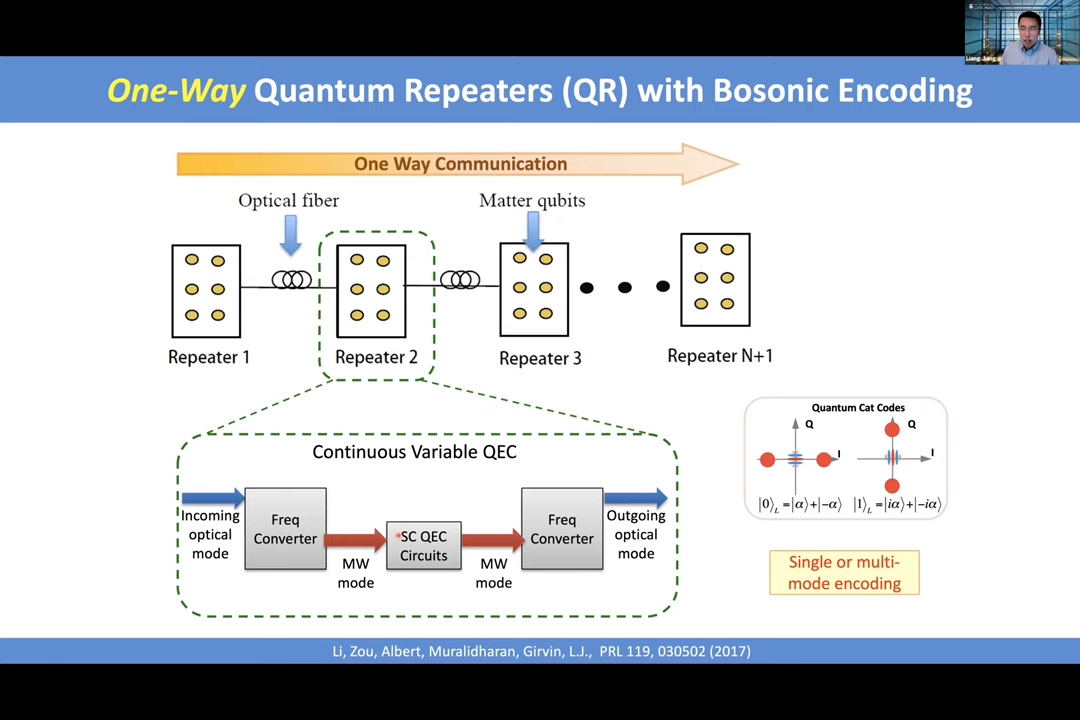 One-Way Quantum Repeaters (QR) with Bosonic Encoding
One Way Communication
Optical fiber
Matter qubits
Repeater 1
Repeater 2
Repeater 3
Repeater N+1
Continuous Variable QEC
Incoming
optical
mode
Freq
Converter
MW
mode
SC QEC
Circuits
MW
mode
Freq
Converter
Outgoing
optical
mode
Quantum Cat Codes
Q
I
Q
I
|0⟩L =|α⟩+|-α⟩
|1⟩L =|iα⟩+|-iα⟩
Single or multi-
mode encoding
Li, Zou, Albert, Muralidharan, Girvin, L.J., PRL 119, 030502 (2017)
Liang Jiang